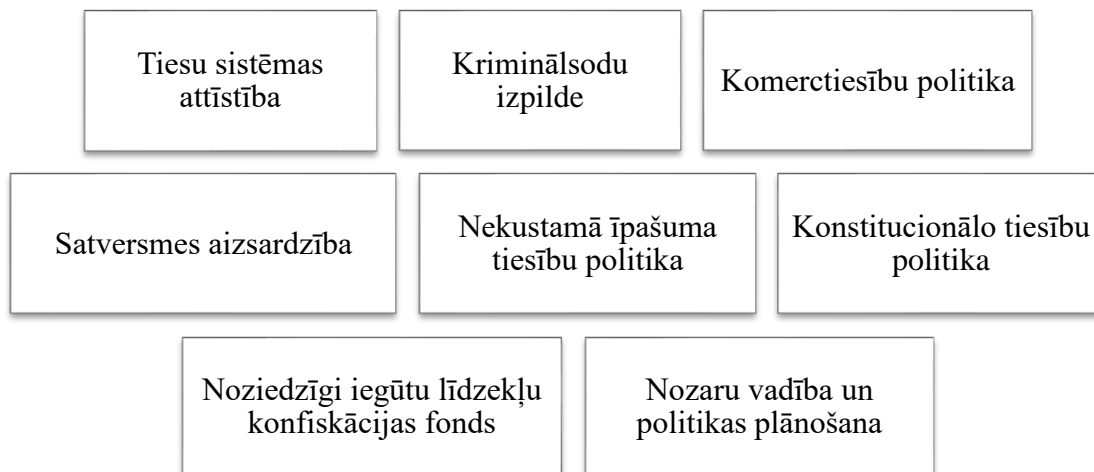 Tiesu sistēmas
attīstība
Kriminālsodu
izpilde
Komerctiesību politika
Satversmes aizsardzība
Nekustamā īpašuma
tiesību politika
Konstitucionālo tiesību
politika
Noziedzīgi iegūtu līdzekļu
konfiskācijas fonds
Nozaru vadība un
politikas plānošana